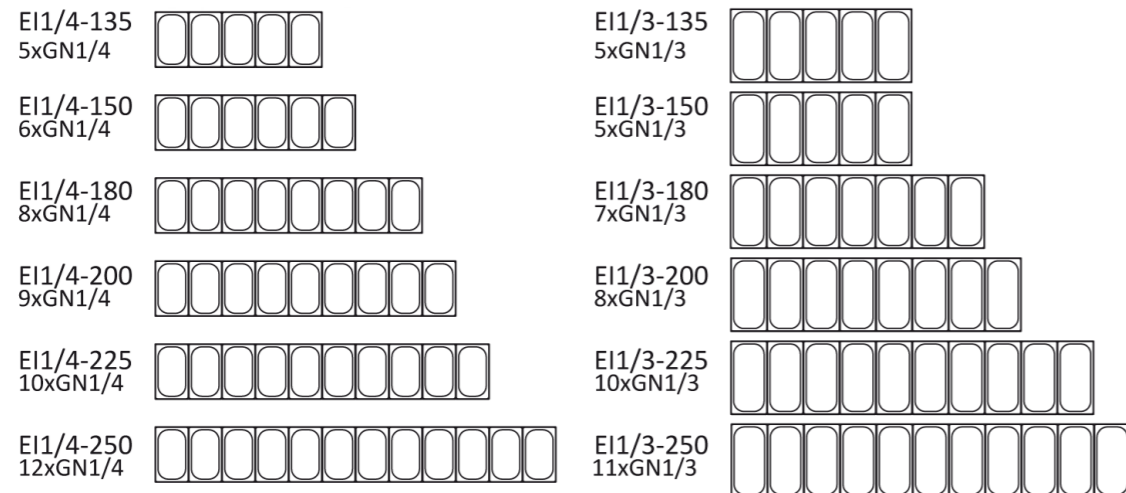 EI1/4-135
5xGN1/4
EI1/4-150
6xGN1/4
EI1/4-180
8xGN1/4
EI1/4-200
9xGN1/4
EI1/4-225
10xGN1/4
EI1/4-250
12xGN1/4
EI1/3-135
5xGN1/3
EI1/3-150
5xGN1/3
EI1/3-180
7xGN1/3
EI1/3-200
8xGN1/3
EI1/3-225
10xGN1/3
EI1/3-250
11xGN1/3